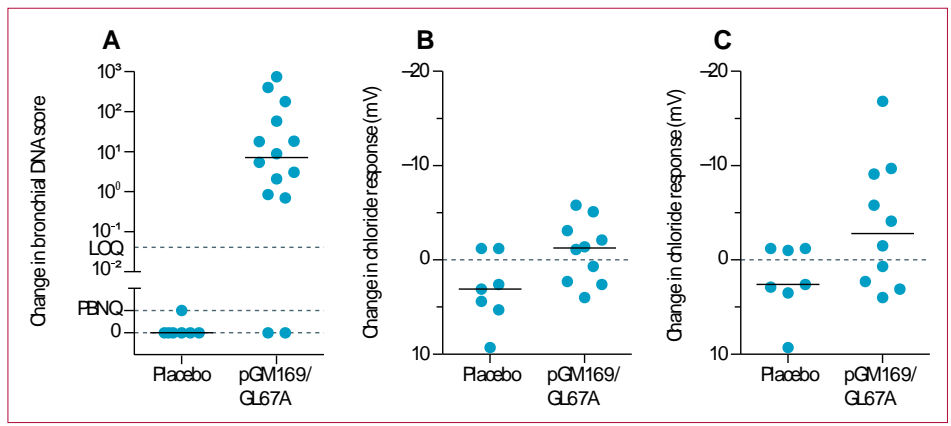 A
Change in bronchial DNA score
10³
10²
10¹
10⁰
10⁻¹
LOQ
10⁻²
PBNQ
0
Placebo
pGM169/
GL67A
B
Change in chloride response (mV)
–20
–10
0
10
Placebo
pGM169/
GL67A
C
Change in chloride response (mV)
–20
–10
0
10
Placebo
pGM169/
GL67A